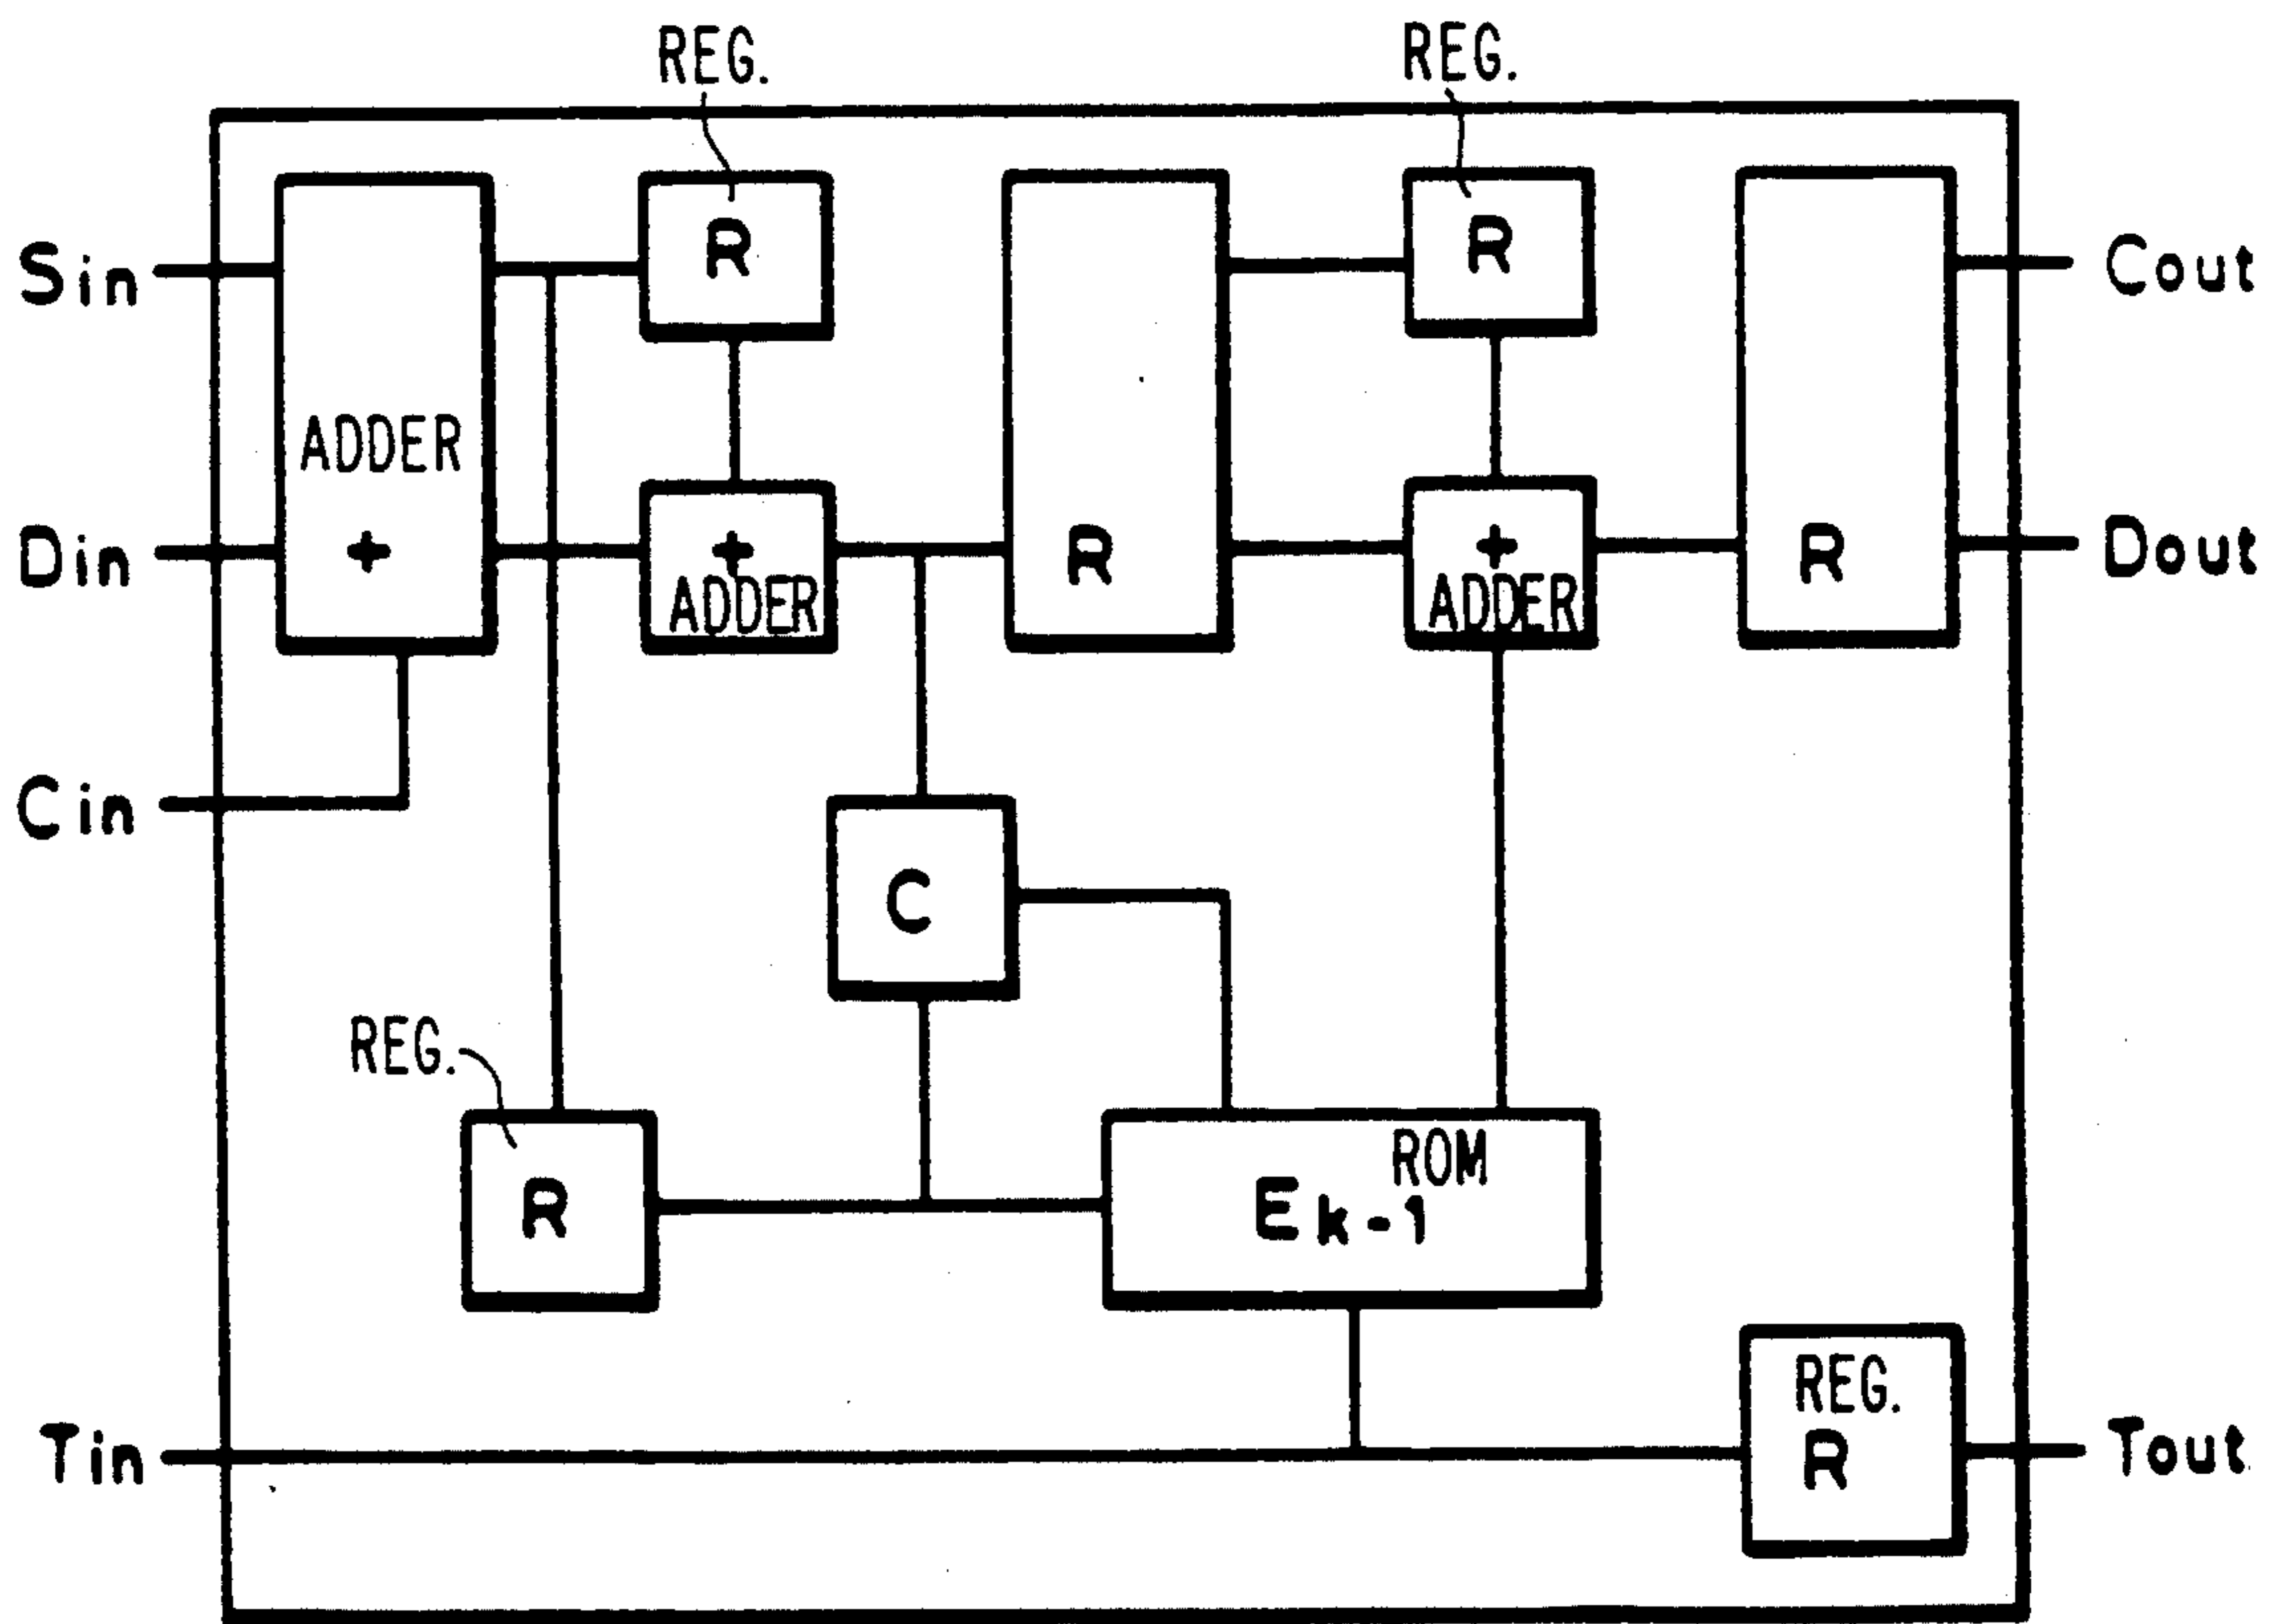 REG.
REG.
R
R
Sin
Cout
ADDER
Din
+
+
ADDER
R
+
ADDER
R
Dout
Cin
C
REG.
R
ROM
Ek-1
REG.
R
Tin
Tout